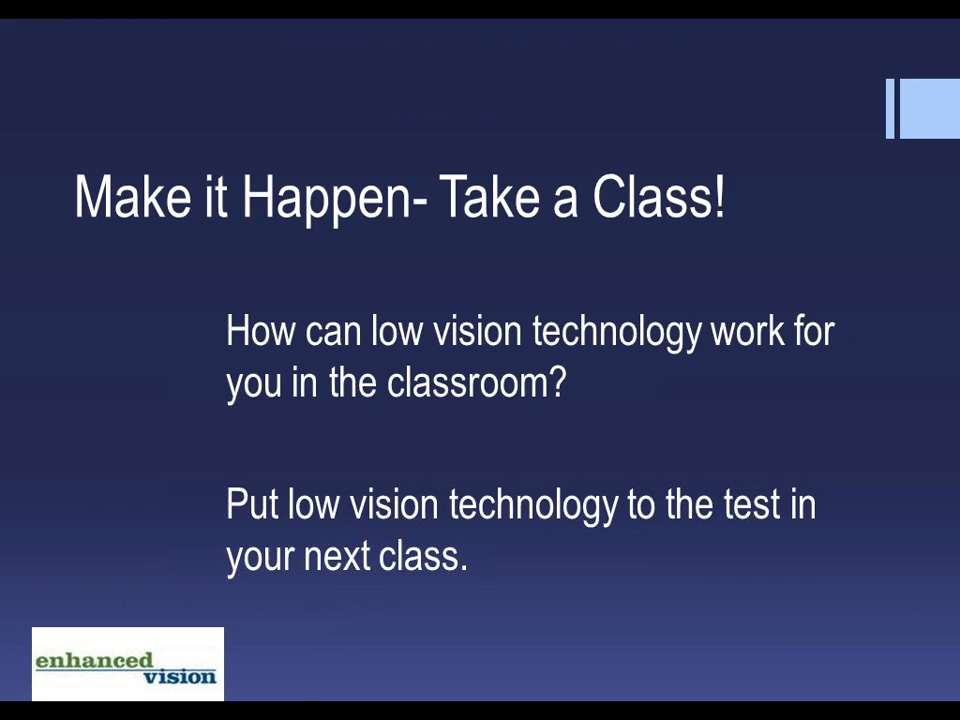 Make it Happen- Take a Class!
How can low vision technology work for
you in the classroom?
Put low vision technology to the test in
your next class.
enhanced
vision